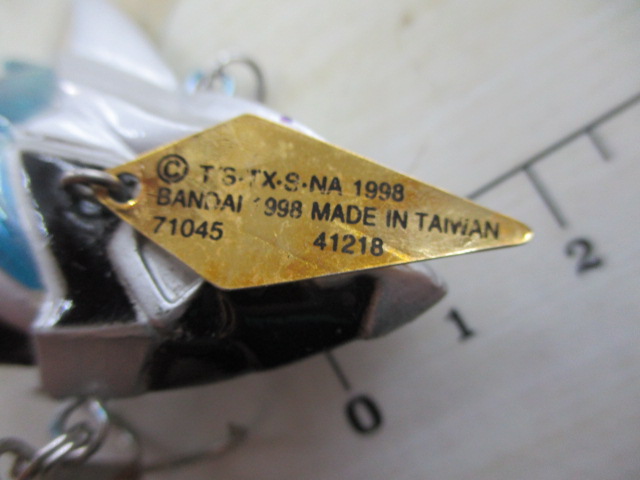 © T'S·TX·S·NA 1998
BANDAI 1998 MADE IN TAIWAN
71045 41218
2
1
0